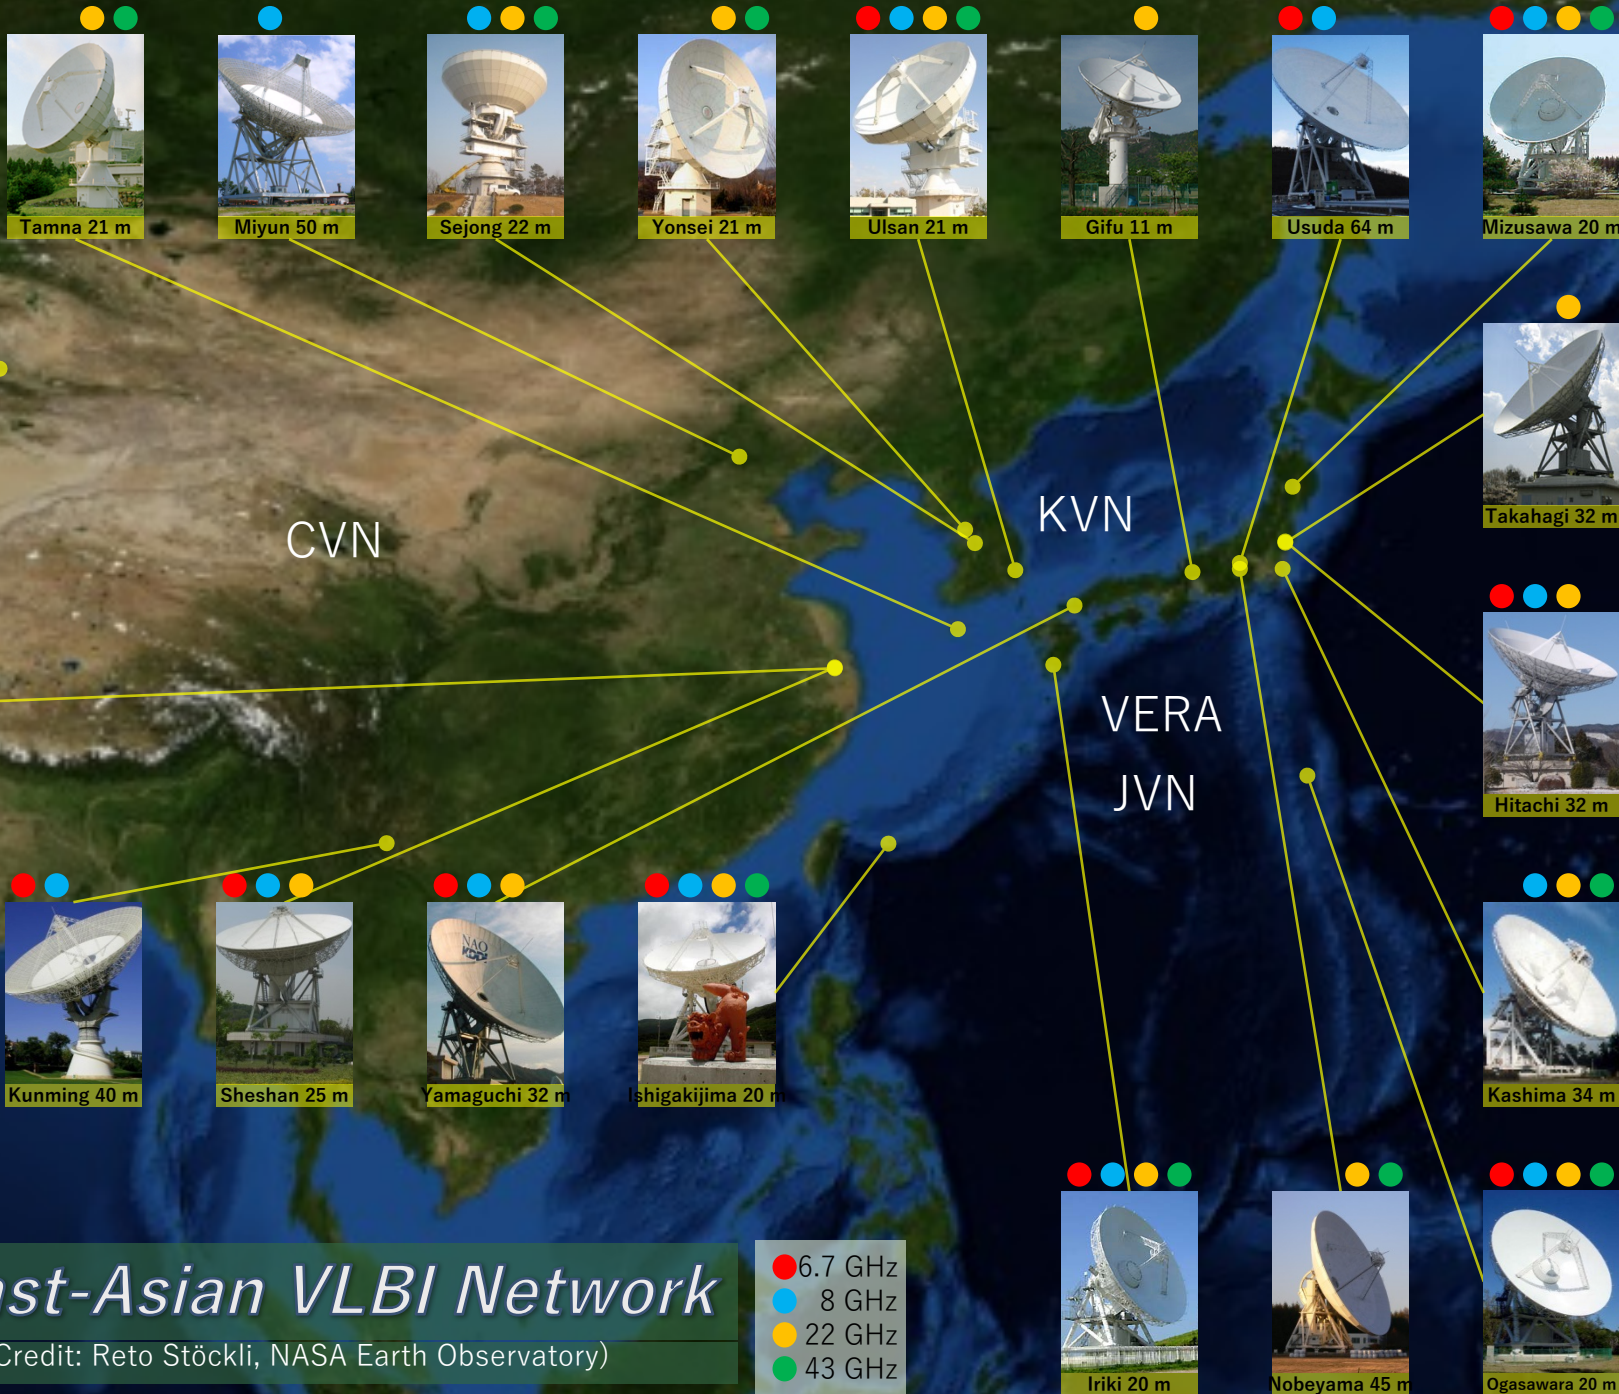 Tamna 21 m
Miyun 50 m
Sejong 22 m
Yonsei 21 m
Ulsan 21 m
Gifu 11 m
Usuda 64 m
Mizusawa 20 m
Takahagi 32 m
CVN
KVN
VERA
JVN
Hitachi 32 m
NAO
KDDI
Kunming 40 m
Sheshan 25 m
Yamaguchi 32 m
Ishigakijima 20 m
Kashima 34 m
ast-Asian VLBI Network
Credit: Reto Stöckli, NASA Earth Observatory)
6.7 GHz
8 GHz
22 GHz
43 GHz
Iriki 20 m
Nobeyama 45 m
Ogasawara 20 m